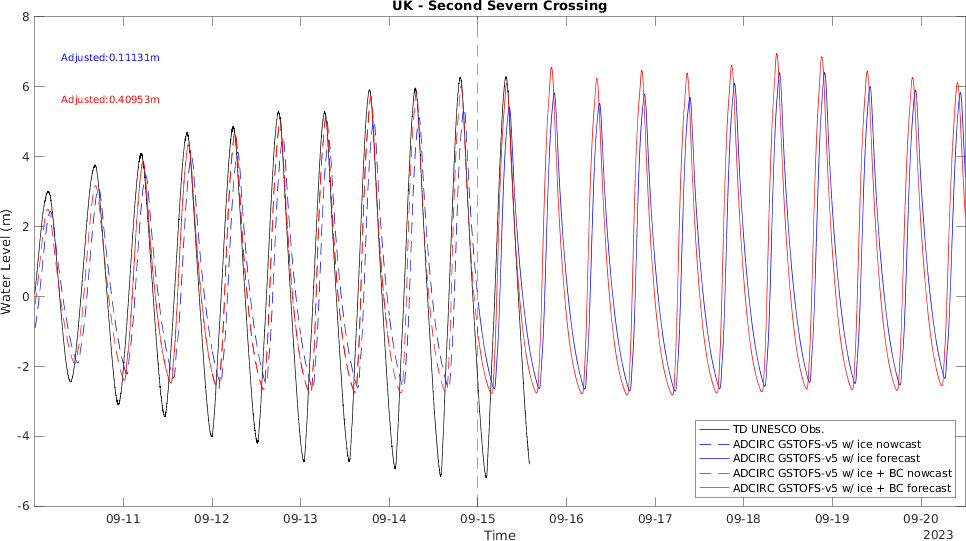 UK - Second Severn Crossing
Adjusted:0.11131m
Adjusted:0.40953m
8
6
4
2
0
-2
-4
-6
Water Level (m)
TD UNESCO Obs.
ADCIRC GSTOFS-v5 w/ ice nowcast
ADCIRC GSTOFS-v5 w/ ice forecast
ADCIRC GSTOFS-v5 w/ ice + BC nowcast
ADCIRC GSTOFS-v5 w/ ice + BC forecast
09-11 09-12 09-13 09-14 09-15 09-16 09-17 09-18 09-19 09-20
Time
2023